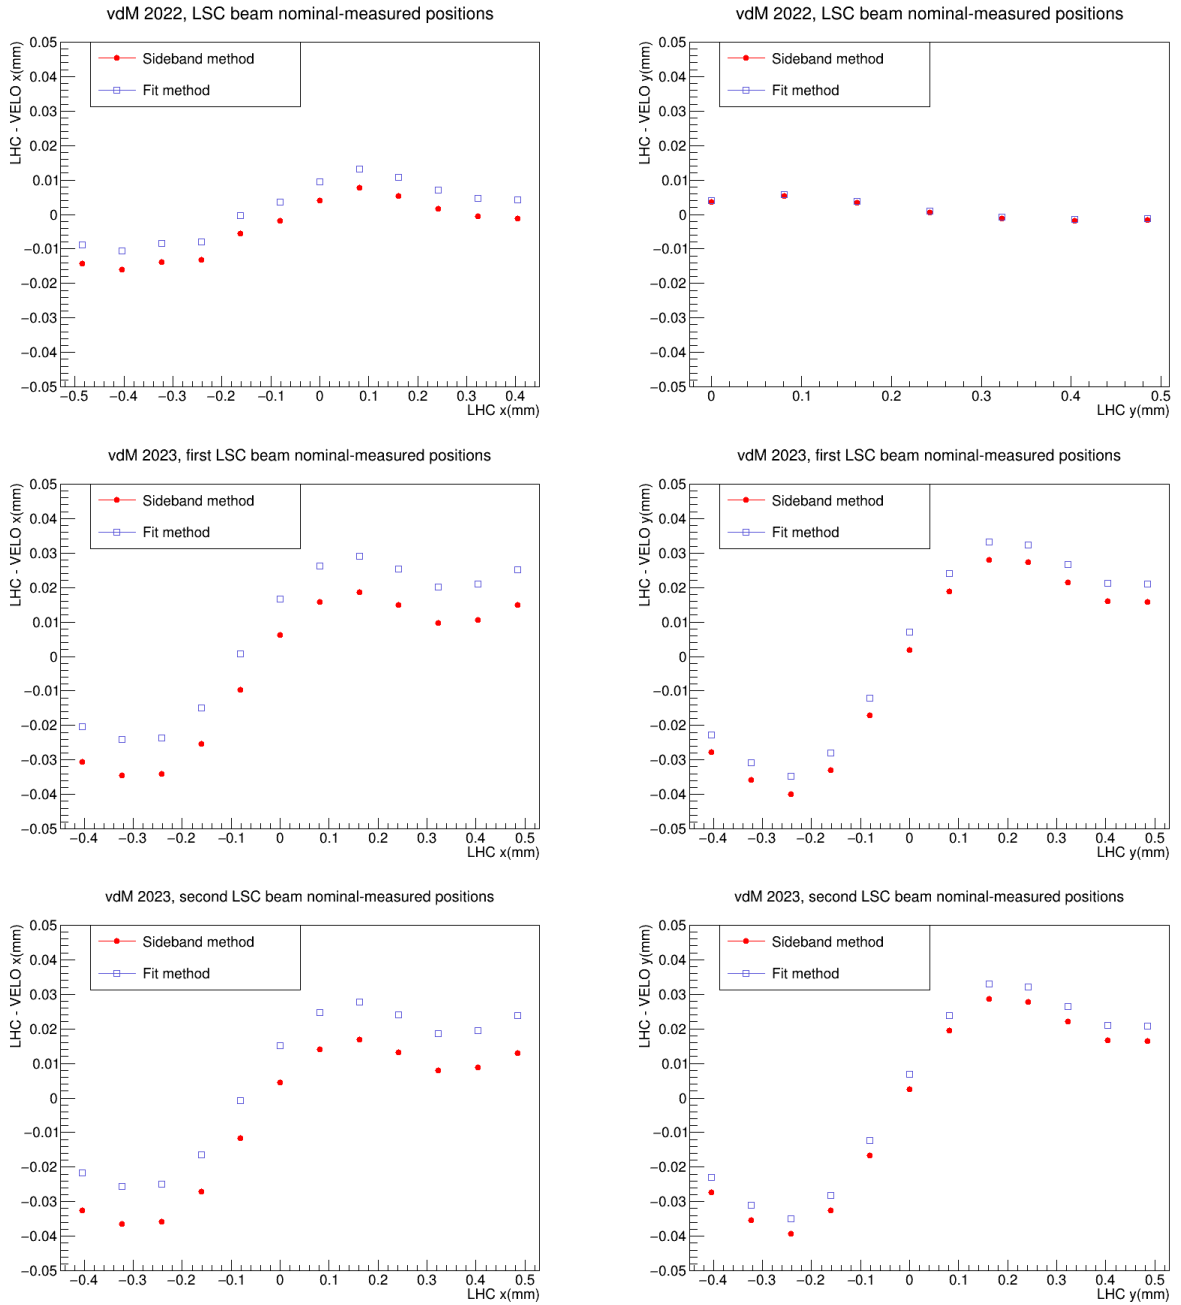 vdM 2022, LSC beam nominal-measured positions
LHC - VELO x(mm)
0.05
0.04
0.03
0.02
0.01
0
−0.01
−0.02
−0.03
−0.04
−0.05
Sideband method
Fit method
−0.5 −0.4 −0.3 −0.2 −0.1 0 0.1 0.2 0.3 0.4
LHC x(mm)
vdM 2022, LSC beam nominal-measured positions
LHC - VELO y(mm)
0.05
0.04
0.03
0.02
0.01
0
−0.01
−0.02
−0.03
−0.04
−0.05
Sideband method
Fit method
0 0.1 0.2 0.3 0.4 0.5
LHC y(mm)
vdM 2023, first LSC beam nominal-measured positions
LHC - VELO x(mm)
0.05
0.04
0.03
0.02
0.01
0
−0.01
−0.02
−0.03
−0.04
−0.05
Sideband method
Fit method
−0.4 −0.3 −0.2 −0.1 0 0.1 0.2 0.3 0.4 0.5
LHC x(mm)
vdM 2023, first LSC beam nominal-measured positions
LHC - VELO y(mm)
0.05
0.04
0.03
0.02
0.01
0
−0.01
−0.02
−0.03
−0.04
−0.05
Sideband method
Fit method
−0.4 −0.3 −0.2 −0.1 0 0.1 0.2 0.3 0.4 0.5
LHC y(mm)
vdM 2023, second LSC beam nominal-measured positions
LHC - VELO x(mm)
0.05
0.04
0.03
0.02
0.01
0
−0.01
−0.02
−0.03
−0.04
−0.05
Sideband method
Fit method
−0.4 −0.3 −0.2 −0.1 0 0.1 0.2 0.3 0.4 0.5
LHC x(mm)
vdM 2023, second LSC beam nominal-measured positions
LHC - VELO y(mm)
0.05
0.04
0.03
0.02
0.01
0
−0.01
−0.02
−0.03
−0.04
−0.05
Sideband method
Fit method
−0.4 −0.3 −0.2 −0.1 0 0.1 0.2 0.3 0.4 0.5
LHC y(mm)